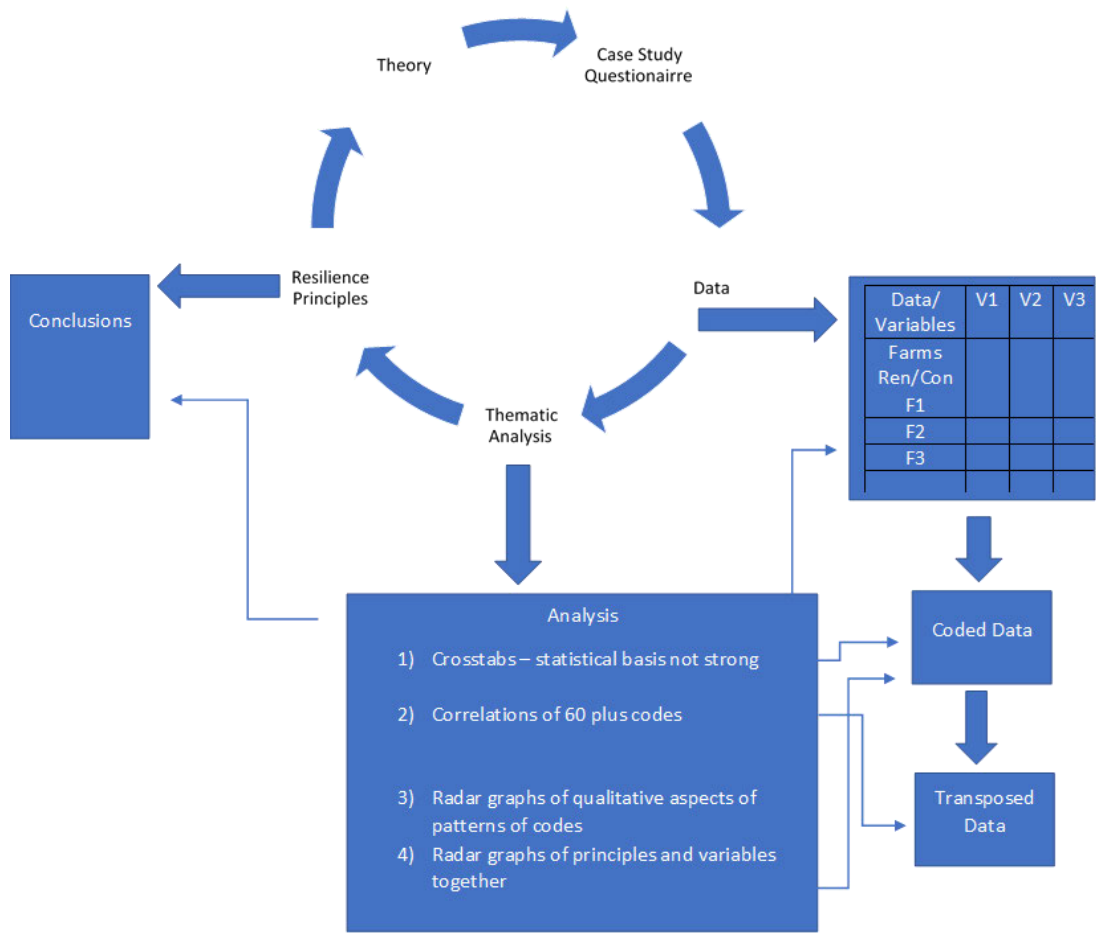 Theory
Case Study
Questionairre
Data
Thematic
Analysis
Resilience
Principles
Conclusions
Data/ V1 V2 V3
Variables
Farms
Ren/Con
F1
F2
F3
Coded Data
Transposed
Data
Analysis
1) Crosstabs – statistical basis not strong
2) Correlations of 60 plus codes
3) Radar graphs of qualitative aspects of
patterns of codes
4) Radar graphs of principles and variables
together